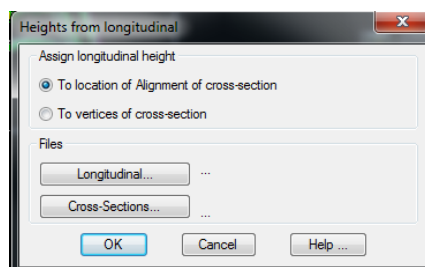 Heights from longitudinal
Assign longitudinal height
To location of Alignment of cross-section
To vertices of cross-section
Files
Longitudinal... ...
Cross-Sections... ...
OK Cancel Help ...